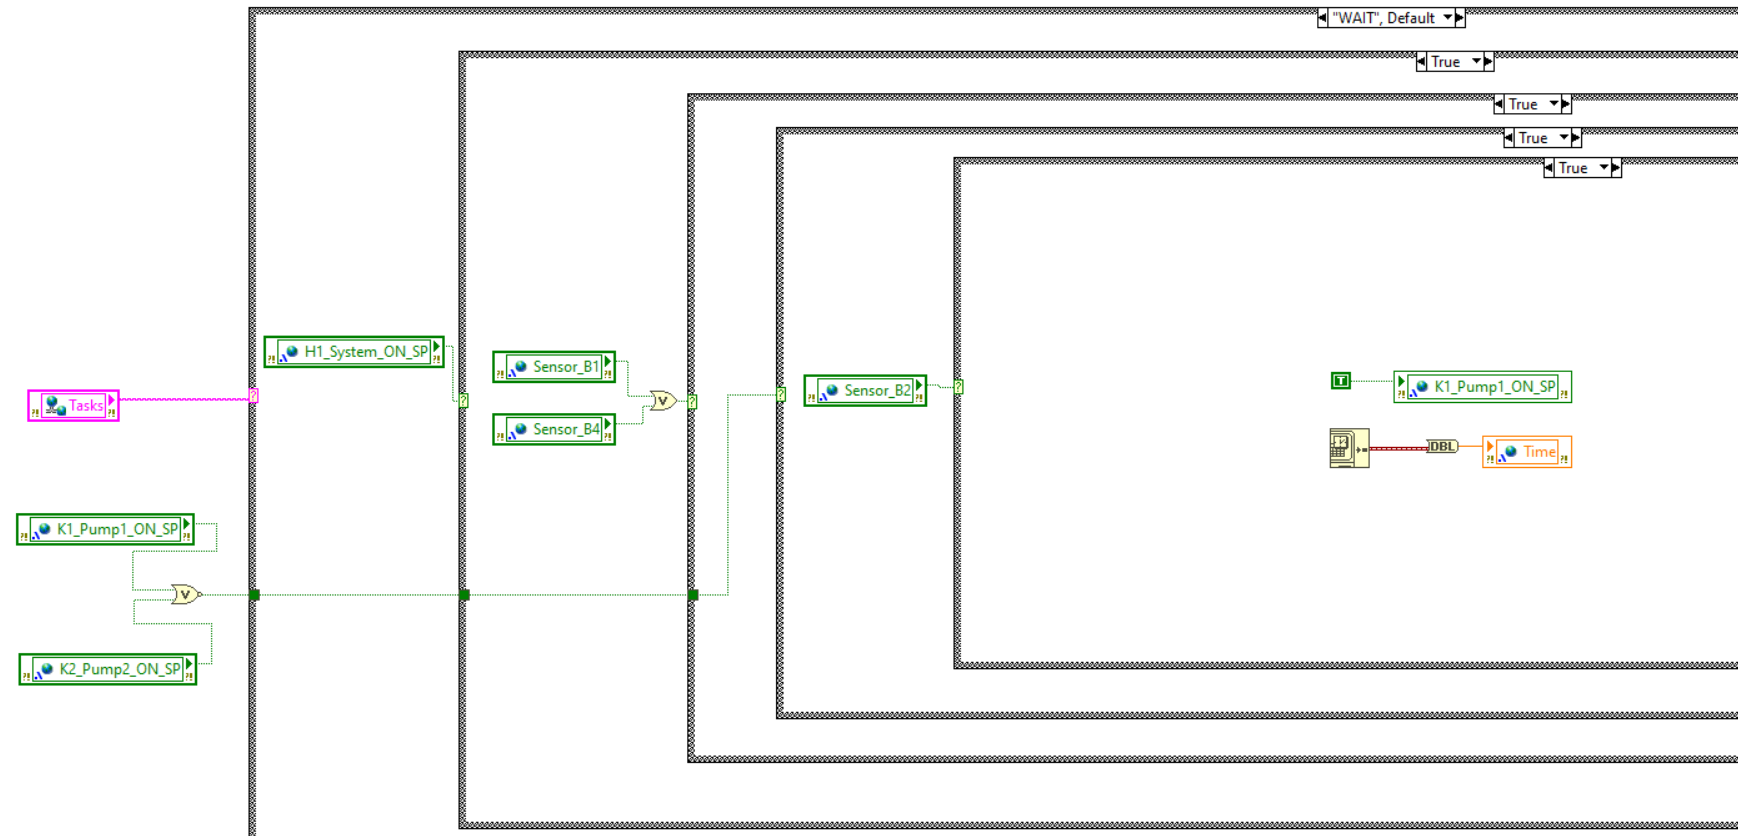 "WAIT", Default
True
True
True
True
H1_System_ON_SP
Sensor_B1
Sensor_B2
K1_Pump1_ON_SP
Tasks
Sensor_B4
DBL
Time
K1_Pump1_ON_SP
K2_Pump2_ON_SP